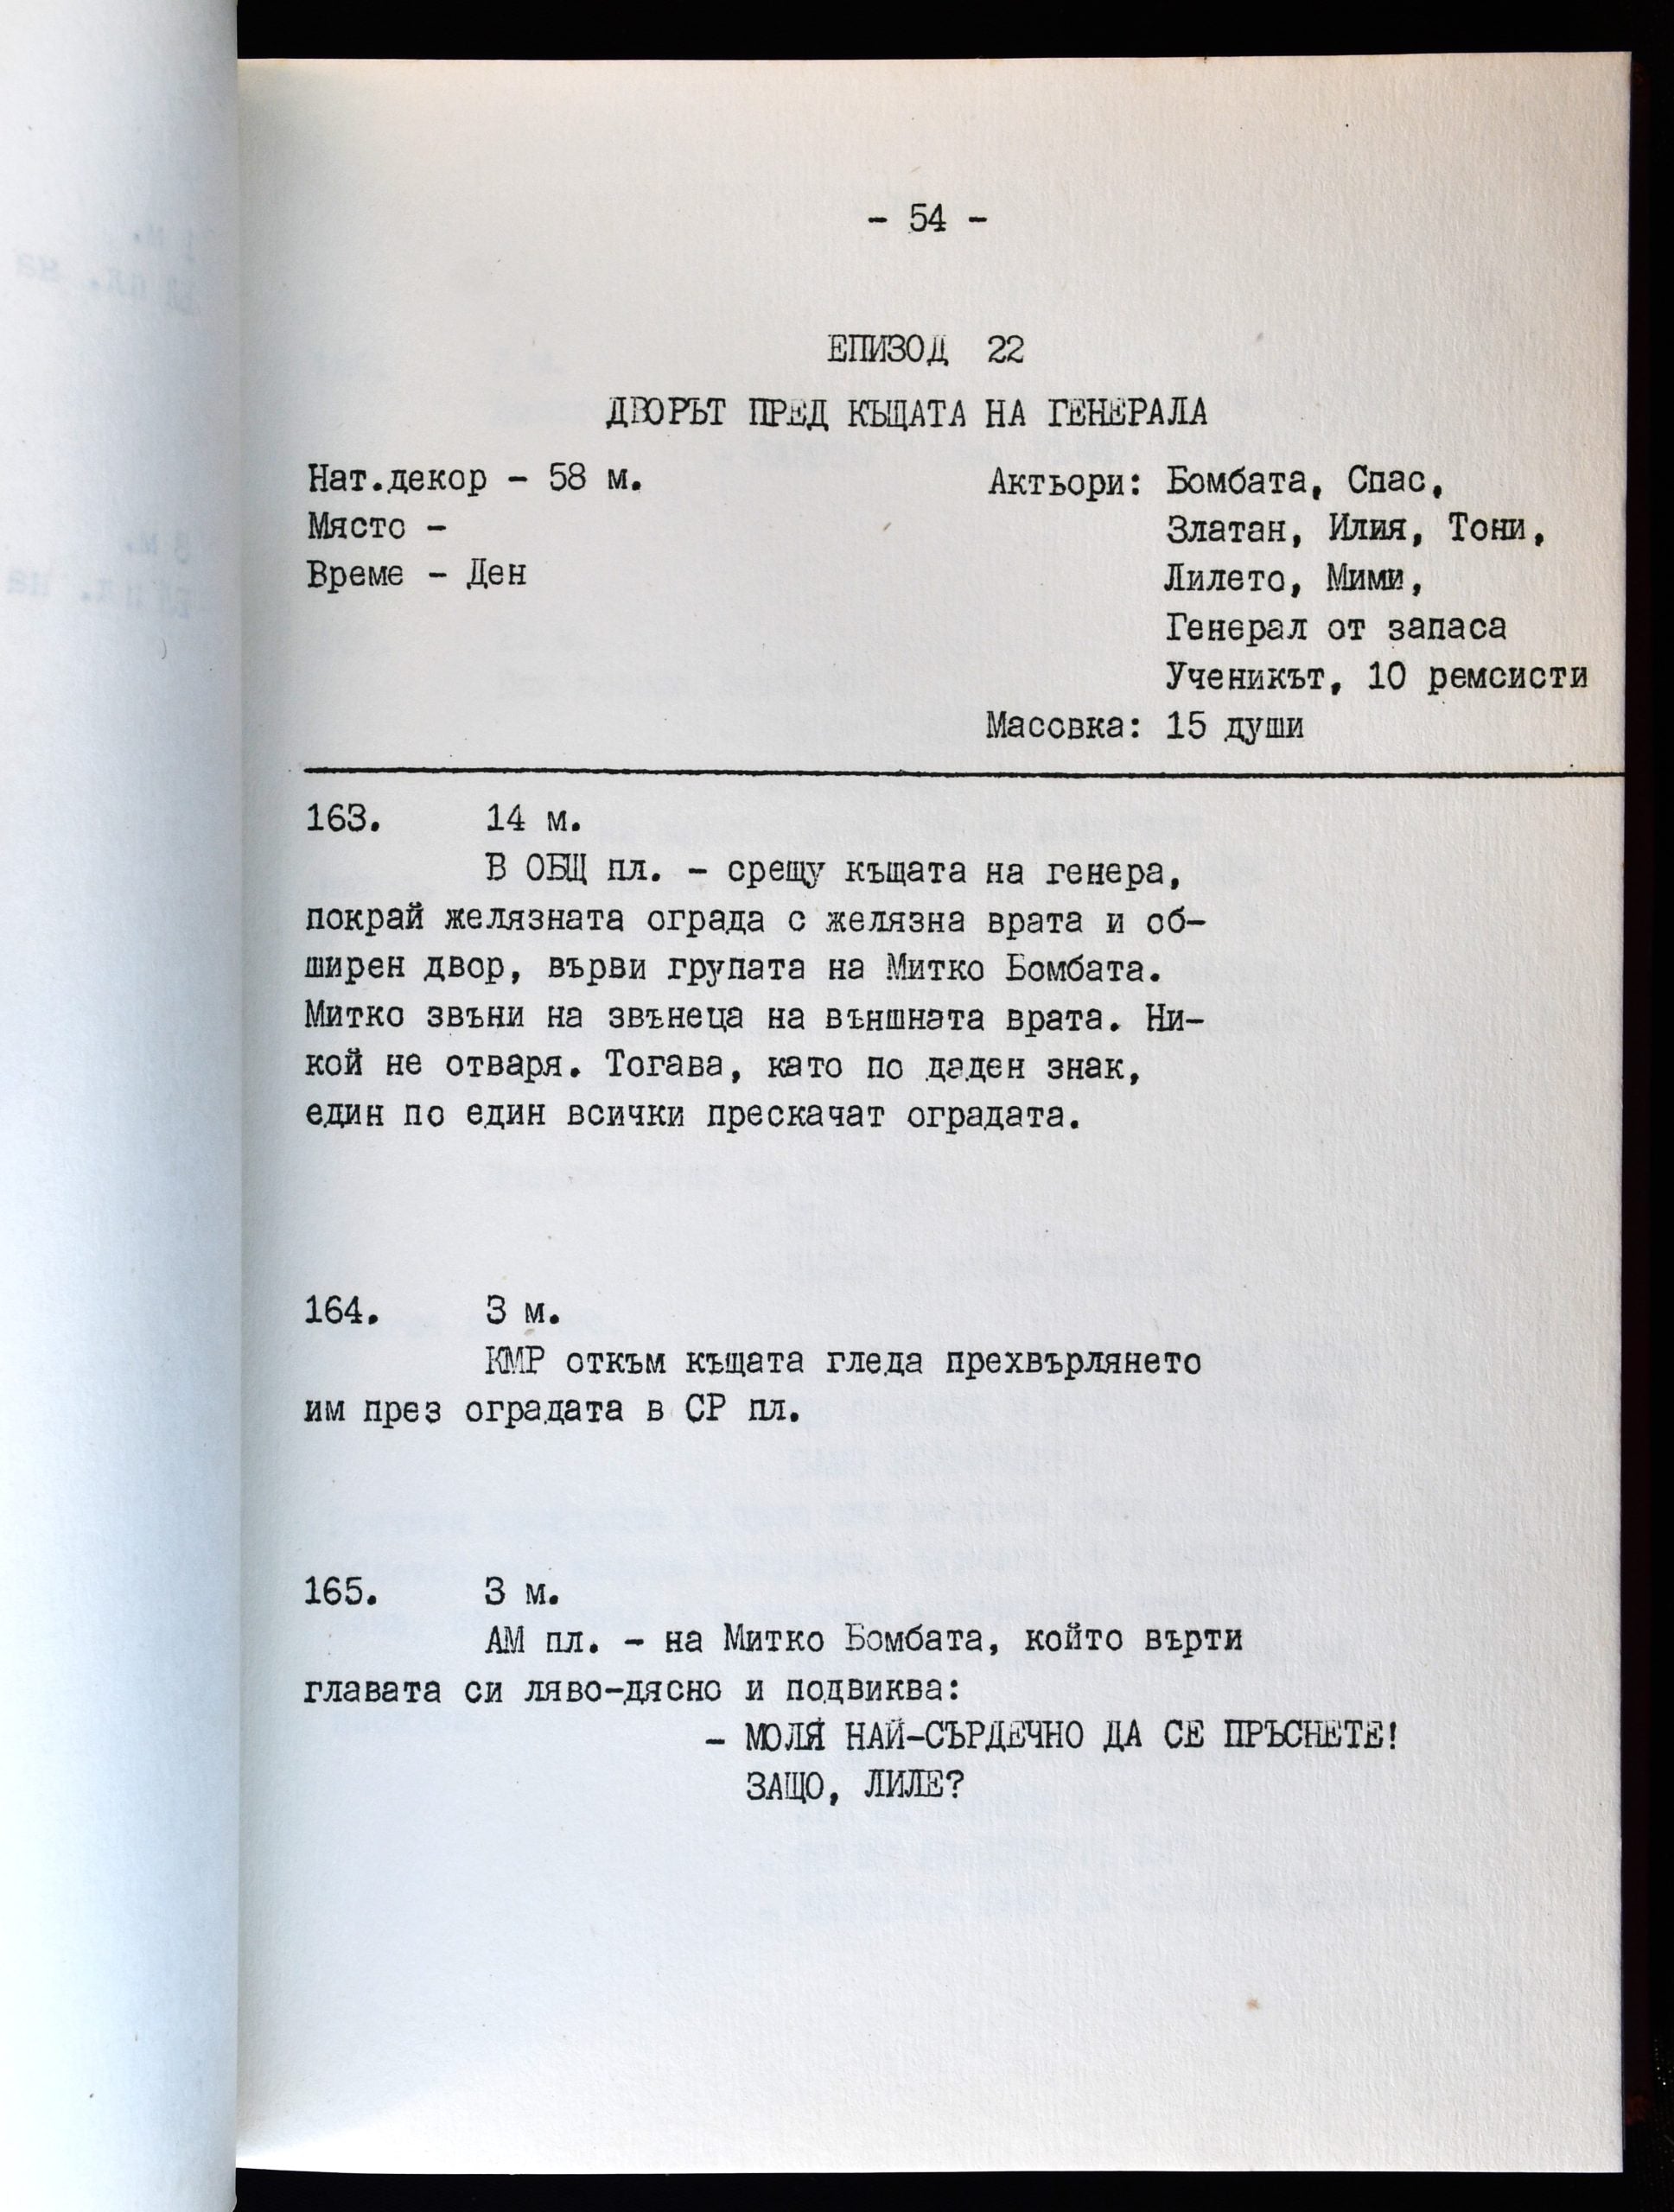 - 54 -
ЕПИЗОД 22
ДВОРЪТ ПРЕД КЪЩАТА НА ГЕНЕРАЛА
Нат.декор - 58 м.
Място -
Време - Ден
Актьори: Бомбата, Спас,
Златан, Илия, Тони,
Лилето, Мими,
Генерал от запаса
Ученикът, 10 ремсисти
Масовка: 15 души
163. 14 м.
В ОБЩ пл. - срещу къщата на генера,
покрай желязната ограда с желязна врата и об-
ширен двор, върви групата на Митко Бомбата.
Митко звъни на звънеца на външната врата. Ни-
кой не отваря. Тогава, като по даден знак,
един по един всички прескачат оградата.
164. 3 м.
КМР откъм къщата гледа прехвърлянето
им през оградата в СР пл.
165. 3 м.
АМ пл. - на Митко Бомбата, който върти
главата си ляво-дясно и подвиква:
- МОЛЯ НАЙ-СЪРДЕЧНО ДА СЕ ПРЪСНЕТЕ!
ЗАЩО, ЛИЛЕ?